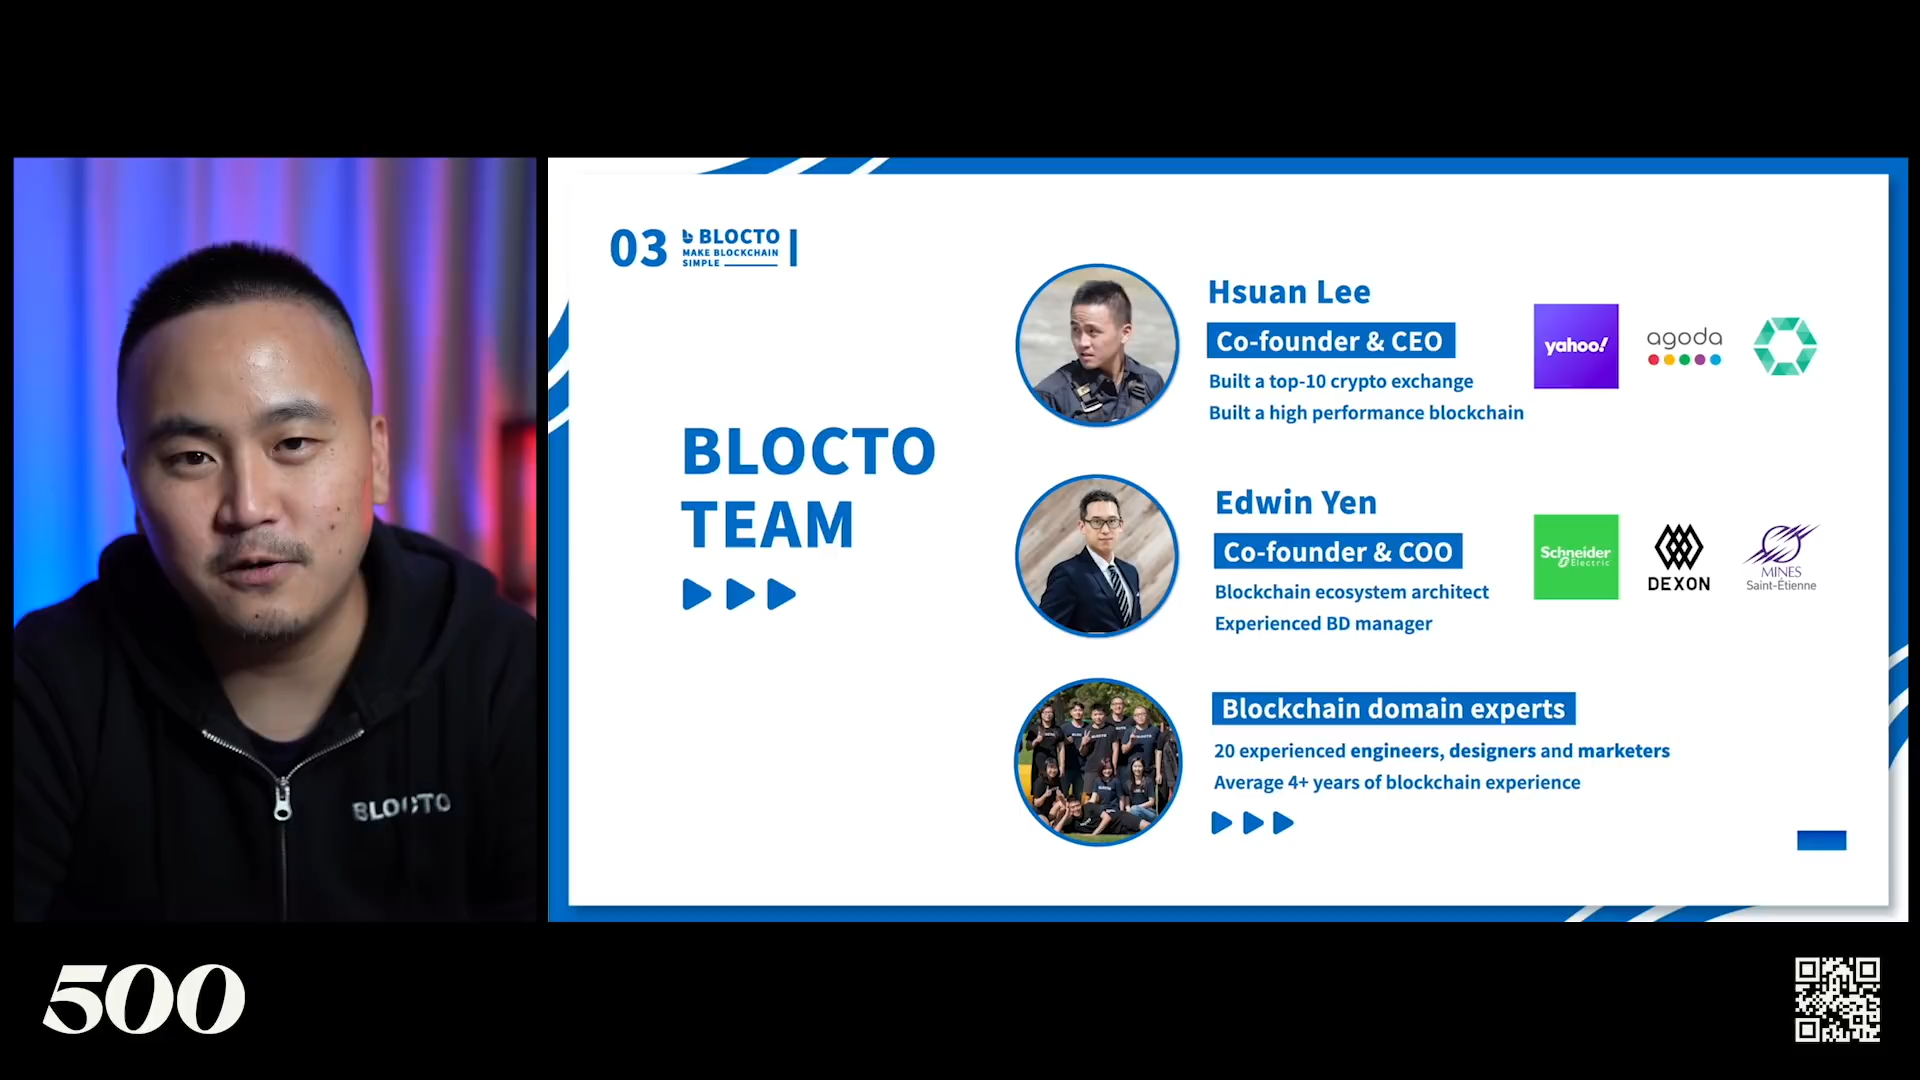 03
BLOCTO
MAKE BLOCKCHAIN
SIMPLE
BLOCTO
TEAM
Hsuan Lee
Co-founder & CEO
Built a top-10 crypto exchange
Built a high performance blockchain
yahoo!
agoda
Edwin Yen
Co-founder & COO
Blockchain ecosystem architect
Experienced BD manager
Schneider
Electric
DEXON
MINES
Saint-Étienne
Blockchain domain experts
20 experienced engineers, designers and marketers
Average 4+ years of blockchain experience
BLOCTO
500